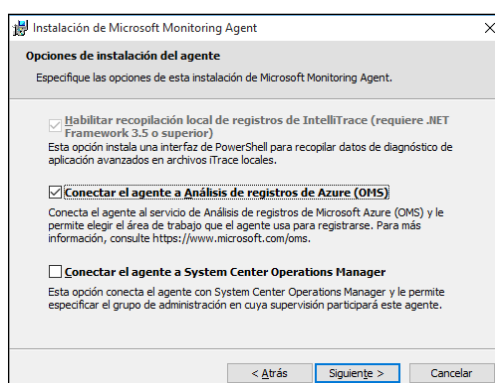 Instalación de Microsoft Monitoring Agent
Opciones de instalación del agente
Especifique las opciones de esta instalación de Microsoft Monitoring Agent.
Habilitar recopilación local de registros de IntelliTrace (requiere .NET
Framework 3.5 o superior)
Esta opción instala una interfaz de PowerShell para recopilar datos de diagnóstico de
aplicación avanzados en archivos iTrace locales.
Conectar el agente a Análisis de registros de Azure (OMS)
Conecta el agente al servicio de Análisis de registros de Microsoft Azure (OMS) y le
permite elegir el área de trabajo que el agente usa para registrarse. Para más
información, consulte https://www.microsoft.com/oms.
Conectar el agente a System Center Operations Manager
Esta opción conecta el agente con System Center Operations Manager y le permite
especificar el grupo de administración en cuya supervisión participará este agente.
< Atrás Siguiente > Cancelar